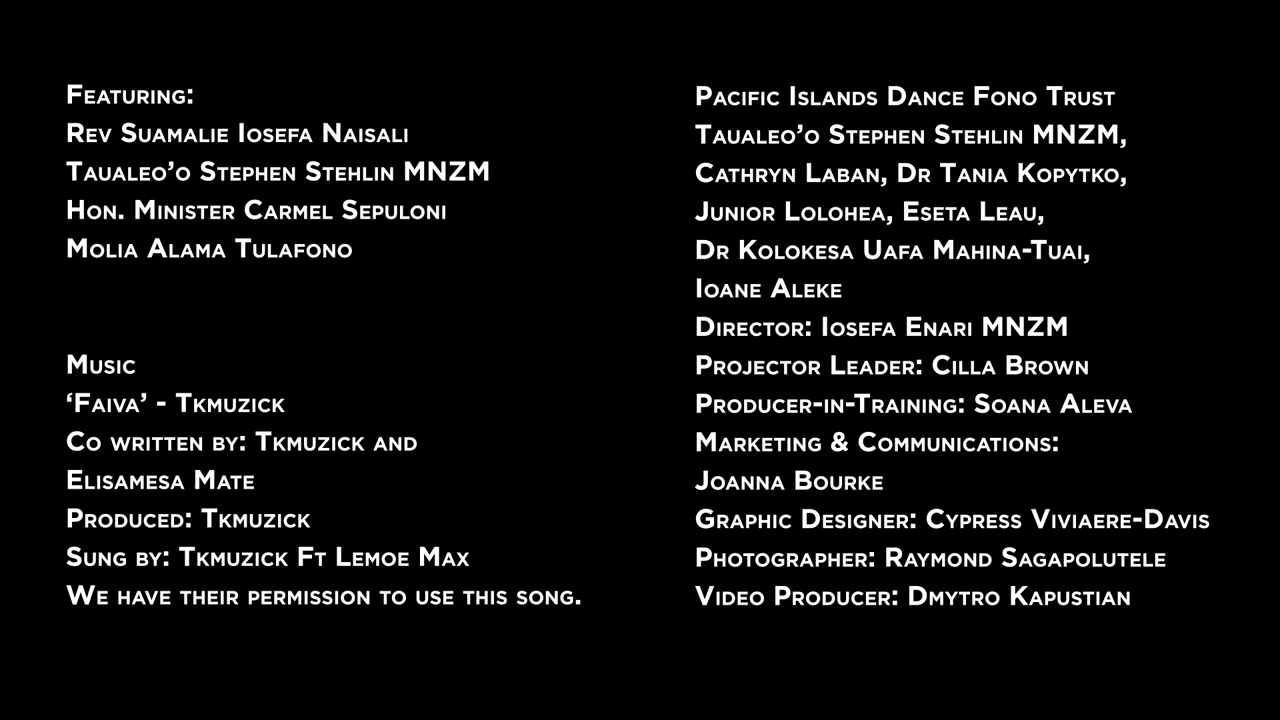 Featuring:
Rev Suamalie Iosefa Naisali
Taualeo’o Stephen Stehlin MNZM
Hon. Minister Carmel Sepuloni
Molia Alama Tulafono
Music
‘Faiva’ - Tkmuzick
Co written by: Tkmuzick and
Elisamesa Mate
Produced: Tkmuzick
Sung by: Tkmuzick Ft Lemoe Max
We have their permission to use this song.
Pacific Islands Dance Fono Trust
Taualeo’o Stephen Stehlin MNZM,
Cathryn Laban, Dr Tania Kopytko,
Junior Lolohea, Eseta Leau,
Dr Kolokesa Uafa Mahina-Tuai,
Ioane Aleke
Director: Iosefa Enari MNZM
Projector Leader: Cilla Brown
Producer-in-Training: Soana Aleva
Marketing & Communications:
Joanna Bourke
Graphic Designer: Cypress Viviaere-Davis
Photographer: Raymond Sagapolutele
Video Producer: Dmytro Kapustian